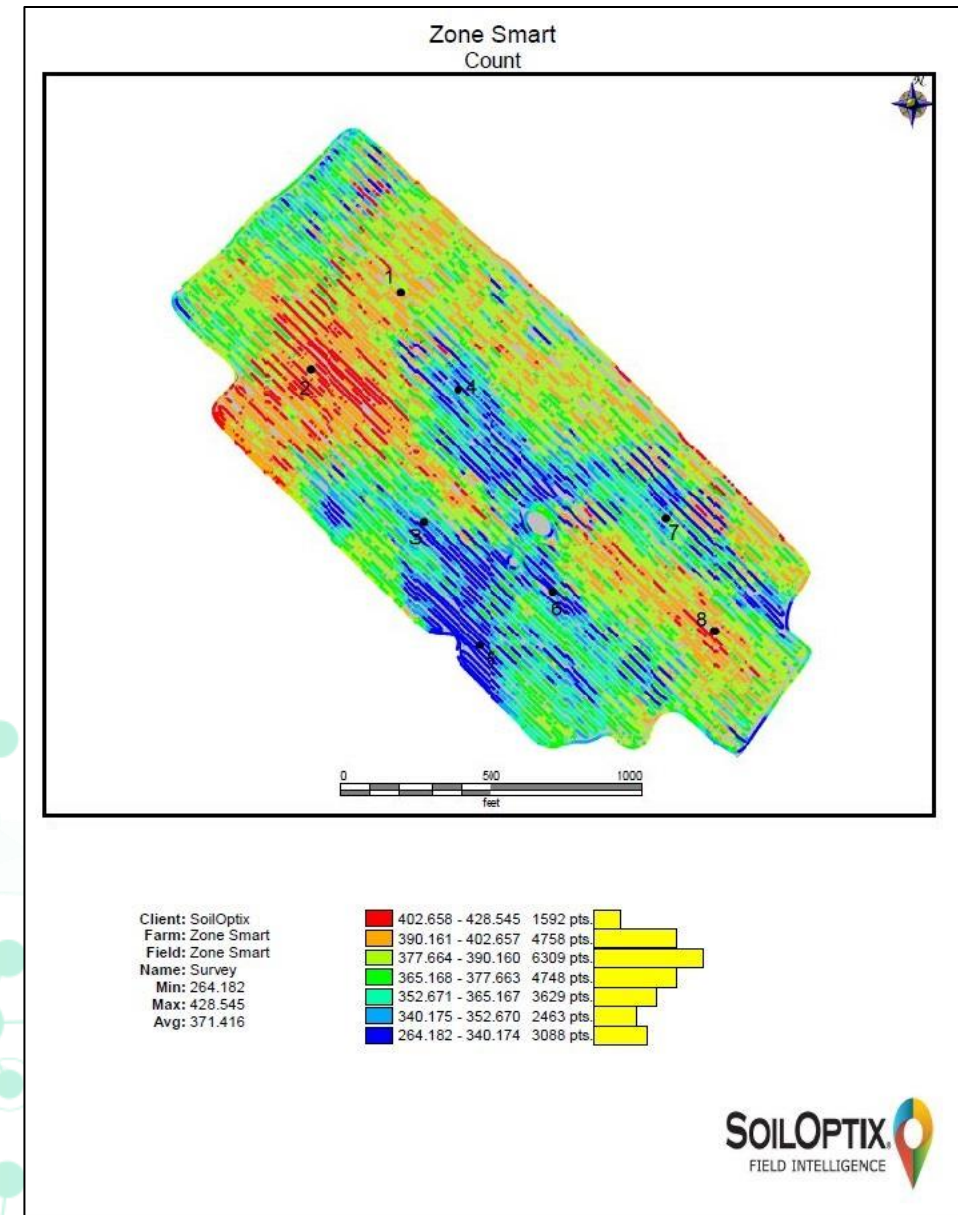 Zone Smart
Count
N
1
2
4
3
7
6
8
5
0 500 1000
feet
Client: SoilOptix
Farm: Zone Smart
Field: Zone Smart
Name: Survey
Min: 264.182
Max: 428.545
Avg: 371.416
402.658 - 428.545 1592 pts.
390.161 - 402.657 4758 pts.
377.664 - 390.160 6309 pts.
365.168 - 377.663 4748 pts.
352.671 - 365.167 3629 pts.
340.175 - 352.670 2463 pts.
264.182 - 340.174 3088 pts.
SOILOPTIX®
FIELD INTELLIGENCE